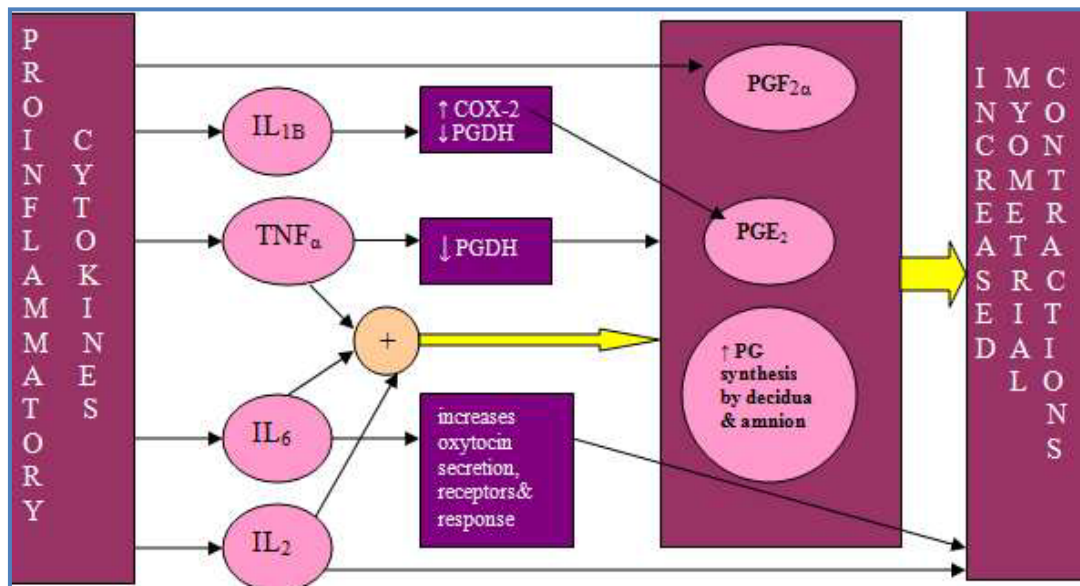 PROINFLAMMATORY
CYTOKINES
IL1B
TNFα
IL6
IL2
↑ COX-2
↓ PGDH
↓ PGDH
+
increases
oxytocin
secretion,
receptors&
response
PGF2α
PGE2
↑ PG
synthesis
by decidua
& amnion
INCREASED
MYOMETRIAL
CONTRACTIONS